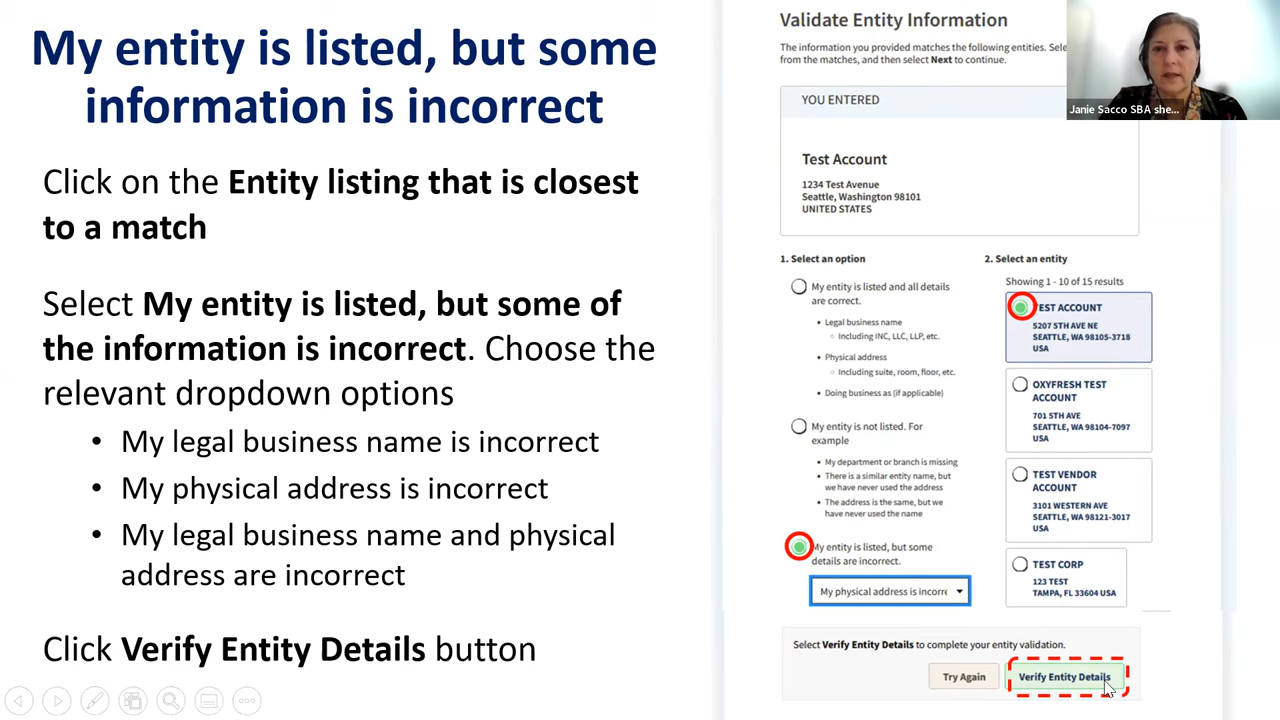 My entity is listed, but some
information is incorrect
Click on the Entity listing that is closest
to a match
Select My entity is listed, but some of
the information is incorrect. Choose the
relevant dropdown options
• My legal business name is incorrect
• My physical address is incorrect
• My legal business name and physical
address are incorrect
Click Verify Entity Details button
Validate Entity Information
The information you provided matches the following entities. Sele
from the matches, and then select Next to continue.
YOU ENTERED
Test Account
1234 Test Avenue
Seattle, Washington 98101
UNITED STATES
1. Select an option
My entity is listed and all details
are correct.
• Legal business name
Including INC, LLC, LLP, etc.
• Physical address
Including suite, room, floor, etc.
• Doing business as (if applicable)
My entity is not listed. For
example
• My department or branch is missing
• There is a similar entity name, but
we have never used the address
• The address is the same, but we
have never used the name
My entity is listed, but some
details are incorrect.
My physical address is incorre
2. Select an entity
Showing 1 - 10 of 15 results
TEST ACCOUNT
5207 5TH AVE NE
SEATTLE, WA 98105-3718
USA
OXYFRESH TEST
ACCOUNT
701 5TH AVE
SEATTLE, WA 98104-7097
USA
TEST VENDOR
ACCOUNT
3101 WESTERN AVE
SEATTLE, WA 98121-3017
USA
TEST CORP
123 TEST
TAMPA, FL 33604 USA
Select Verify Entity Details to complete your entity validation.
Try Again
Verify Entity Details
Janie Sacco SBA she...